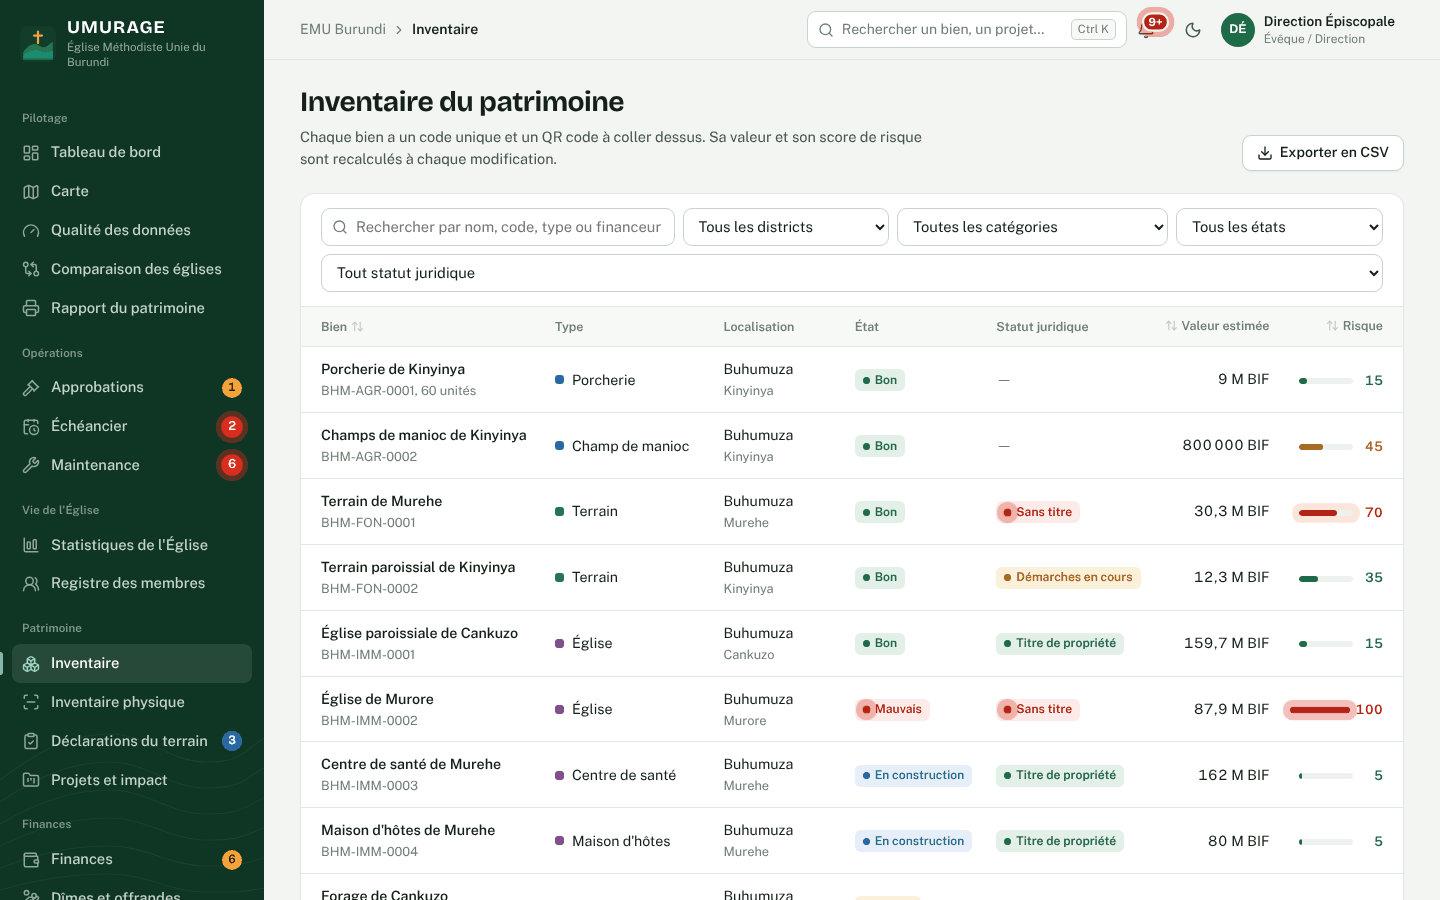 UMURAGE
Église Méthodiste Unie du
Burundi
Pilotage
Tableau de bord
Carte
Qualité des données
Comparaison des églises
Rapport du patrimoine
Opérations
Approbations 1
Échéancier 2
Maintenance 6
Vie de l'Église
Statistiques de l'Église
Registre des membres
Patrimoine
Inventaire
Inventaire physique
Déclarations du terrain 3
Projets et impact
Finances
Finances 6
Dîmes et offrandes
EMU Burundi > Inventaire
Rechercher un bien, un projet... Ctrl K
9+
DÉ
Direction Épiscopale
Évêque / Direction
Inventaire du patrimoine
Chaque bien a un code unique et un QR code à coller dessus. Sa valeur et son score de risque
sont recalculés à chaque modification.
Exporter en CSV
Rechercher par nom, code, type ou financeur
Tous les districts
Toutes les catégories
Tous les états
Tout statut juridique
Bien Type Localisation État Statut juridique Valeur estimée Risque
Porcherie de Kinyinya Porcherie Buhumuza Bon — 9 M BIF 15
BHM-AGR-0001, 60 unités Kinyinya
Champs de manioc de Kinyinya Champ de manioc Buhumuza Bon — 800 000 BIF 45
BHM-AGR-0002 Kinyinya
Terrain de Murehe Terrain Buhumuza Bon Sans titre 30,3 M BIF 70
BHM-FON-0001 Murehe
Terrain paroissial de Kinyinya Terrain Buhumuza Bon Démarches en cours 12,3 M BIF 35
BHM-FON-0002 Kinyinya
Église paroissiale de Cankuzo Église Buhumuza Bon Titre de propriété 159,7 M BIF 15
BHM-IMM-0001 Cankuzo
Église de Murore Église Buhumuza Mauvais Sans titre 87,9 M BIF 100
BHM-IMM-0002 Murore
Centre de santé de Murehe Centre de santé Buhumuza En construction Titre de propriété 162 M BIF 5
BHM-IMM-0003 Murehe
Maison d'hôtes de Murehe Maison d'hôtes Buhumuza En construction Titre de propriété 80 M BIF 5
BHM-IMM-0004 Murehe
Forage de Cankuzo Buhumuza